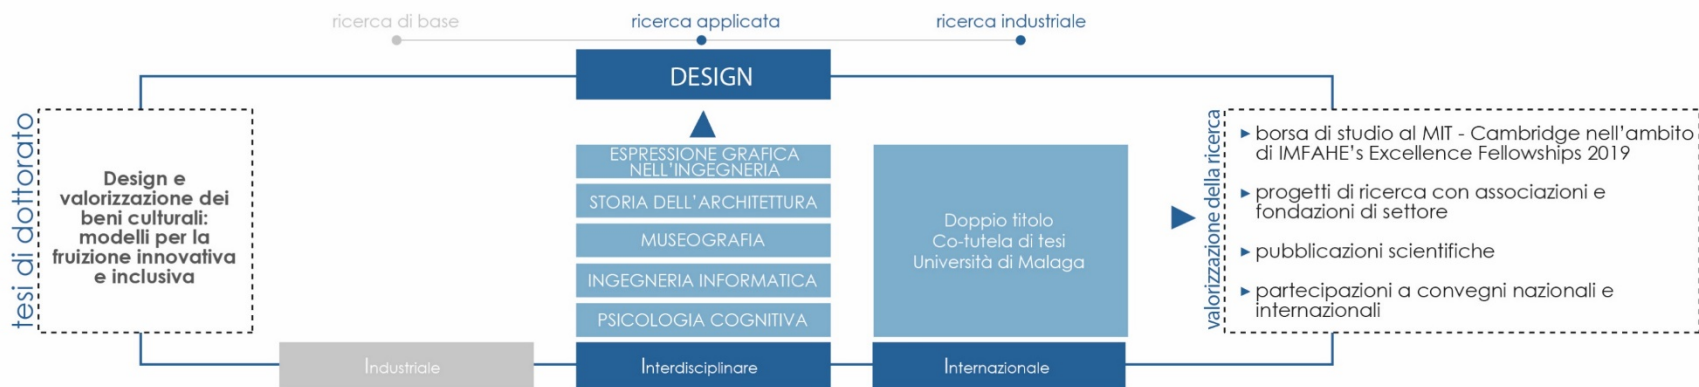 ricerca di base
ricerca applicata
ricerca industriale
DESIGN
tesi di dottorato
Design e
valorizzazione dei
beni culturali:
modelli per la
fruizione innovativa
e inclusiva
ESPRESSIONE GRAFICA
NELL'INGEGNERIA
STORIA DELL'ARCHITETTURA
MUSEOGRAFIA
INGEGNERIA INFORMATICA
PSICOLOGIA COGNITIVA
Doppio titolo
Co-tutela di tesi
Università di Malaga
valorizzazione della ricerca
borsa di studio al MIT - Cambridge nell'ambito
di IMFAHE's Excellence Fellowships 2019
progetti di ricerca con associazioni e
fondazioni di settore
pubblicazioni scientifiche
partecipazioni a convegni nazionali e
internazionali
Industriale
Interdisciplinare
Internazionale